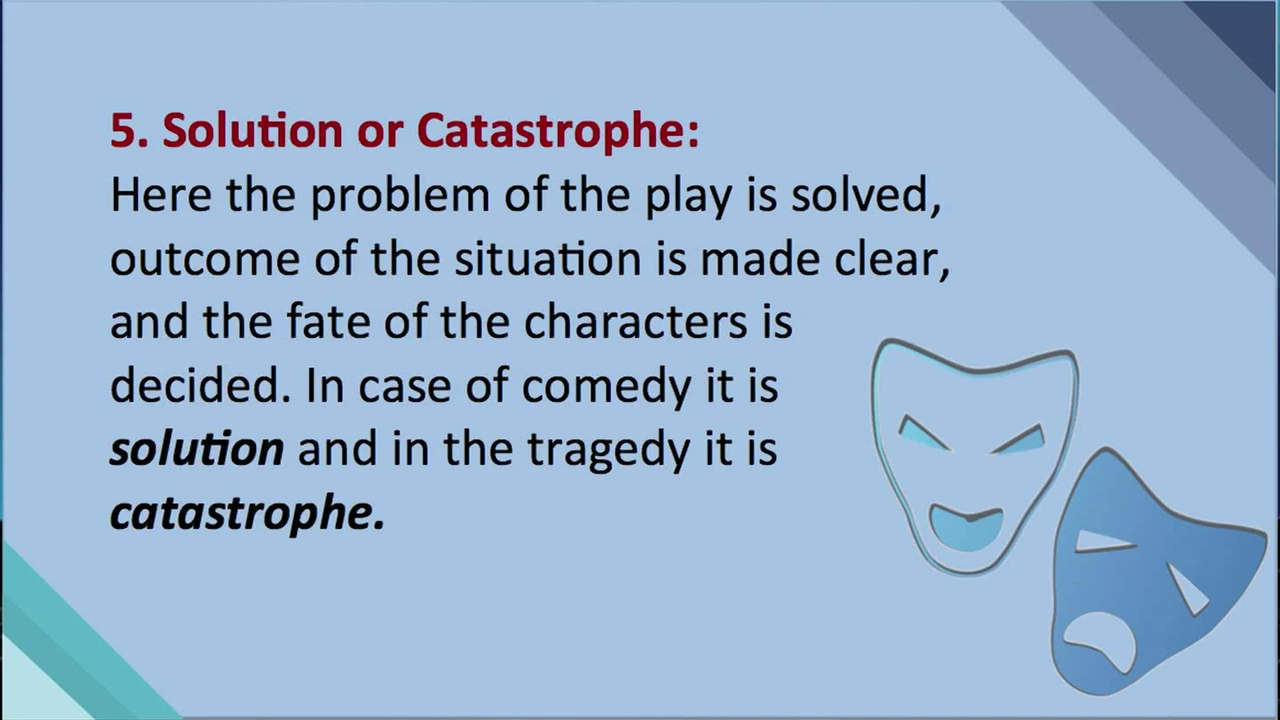 5. Solution or Catastrophe:
Here the problem of the play is solved,
outcome of the situation is made clear,
and the fate of the characters is
decided. In case of comedy it is
solution and in the tragedy it is
catastrophe.